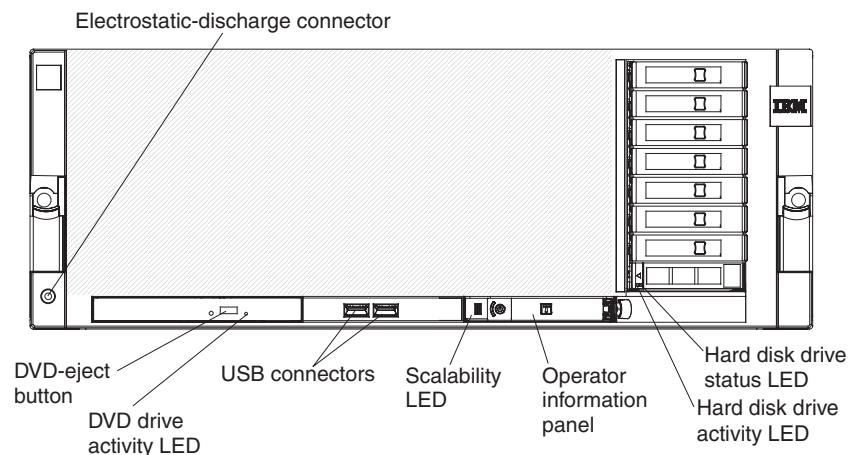 Electrostatic-discharge connector
IBM
DVD-eject
button
DVD drive
activity LED
USB connectors
Scalability
LED
Operator
information
panel
Hard disk drive
status LED
Hard disk drive
activity LED